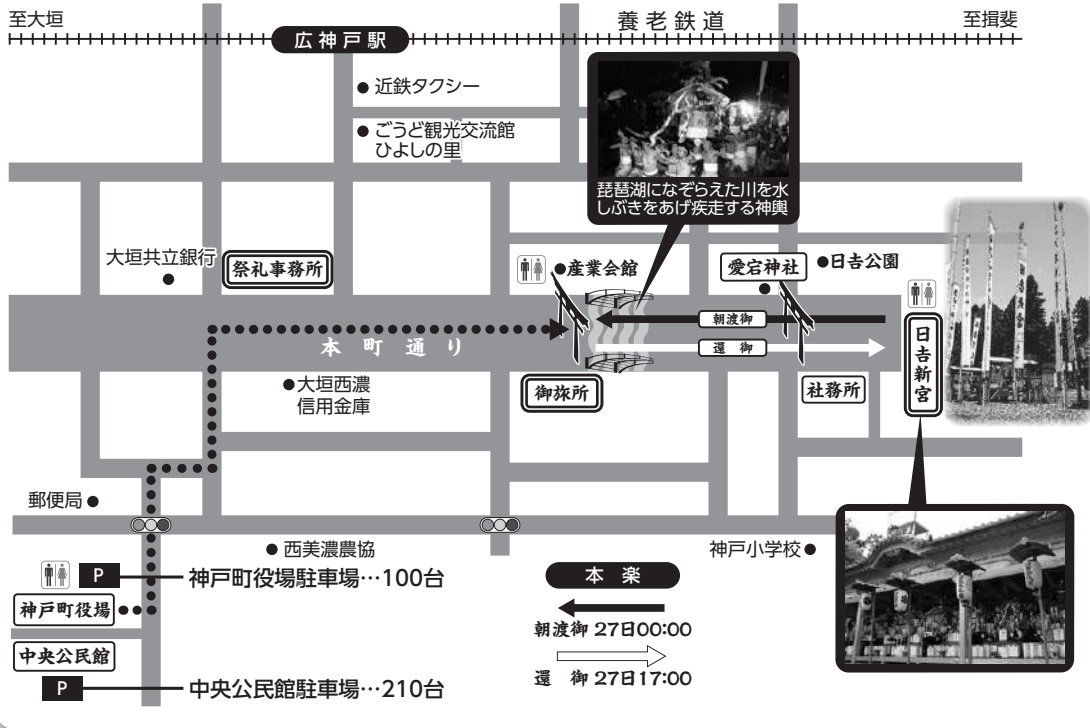 至大垣
養老鉄道
至揖斐
広神戸駅
近鉄タクシー
ごうど観光交流館
ひよしの里
琵琶湖になぞらえた川を水
しぶきをあげ疾走する神輿
大垣共立銀行
祭礼事務所
産業会館
愛宕神社
日吉公園
朝渡御
本町通り
還御
日吉新宮
大垣西濃
信用金庫
御旅所
社務所
郵便局
西美濃農協
神戸小学校
P
神戸町役場駐車場…100台
本楽
神戸町役場
朝渡御 27日00:00
中央公民館
還 御 27日17:00
P
中央公民館駐車場…210台